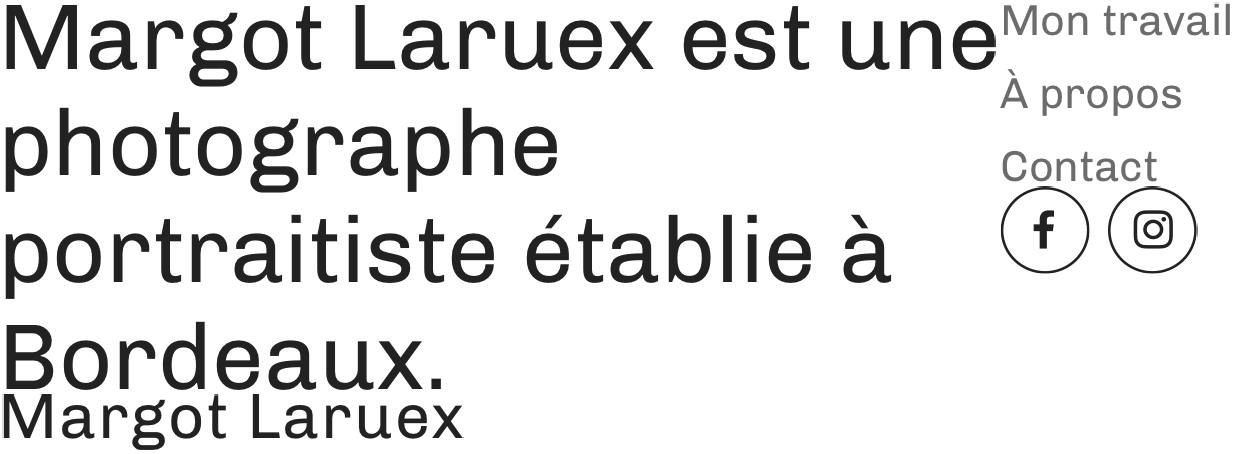 Margot Laruex est une
photographe
portraitiste établie à
Bordeaux.
Margot Laruex
Mon travail
À propos
Contact